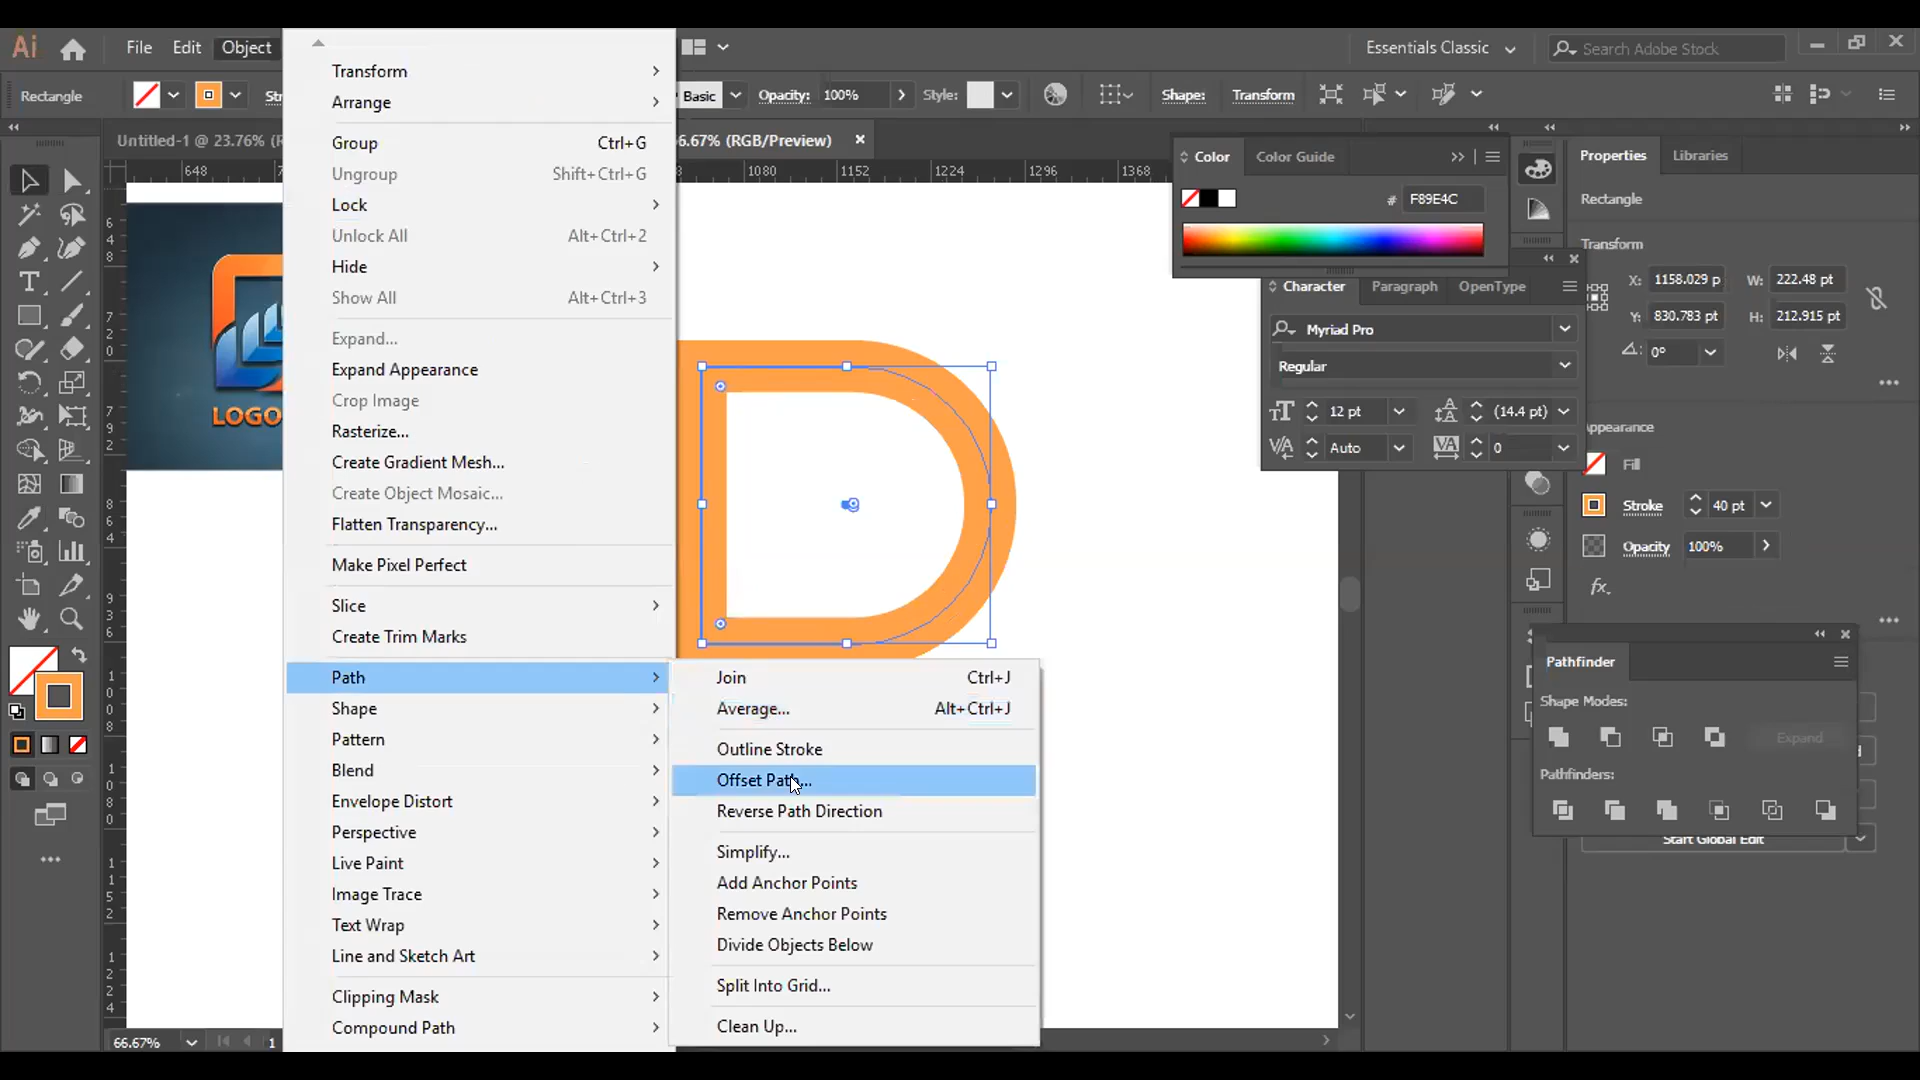 Ai
File
Edit
Object
Essentials Classic
Search Adobe Stock
Rectangle
Basic
Opacity:
100%
Style:
Shape:
Transform
Untitled-1 @ 23.76%
6.67% (RGB/Preview)
648
1080
1152
1224
1296
1368
Transform
Arrange
Group Ctrl+G
Ungroup Shift+Ctrl+G
Lock
Unlock All Alt+Ctrl+2
Hide
Show All Alt+Ctrl+3
Expand...
Expand Appearance
Crop Image
Rasterize...
Create Gradient Mesh...
Create Object Mosaic...
Flatten Transparency...
Make Pixel Perfect
Slice
Create Trim Marks
Path
Shape
Pattern
Blend
Envelope Distort
Perspective
Live Paint
Image Trace
Text Wrap
Line and Sketch Art
Clipping Mask
Compound Path
Join Ctrl+J
Average... Alt+Ctrl+J
Outline Stroke
Offset Path...
Reverse Path Direction
Simplify...
Add Anchor Points
Remove Anchor Points
Divide Objects Below
Split Into Grid...
Clean Up...
LOGO
Color
Color Guide
# F89E4C
Character
Paragraph
OpenType
Myriad Pro
Regular
12 pt
(14.4 pt)
Auto
0
Properties
Libraries
Rectangle
Transform
X: 1158.029 p
W: 222.48 pt
Y: 830.783 pt
H: 212.915 pt
0°
Appearance
Fill
Stroke
40 pt
Opacity
100%
fx.
Pathfinder
Shape Modes:
Expand
Pathfinders:
Start Global Edit
66.67%
1